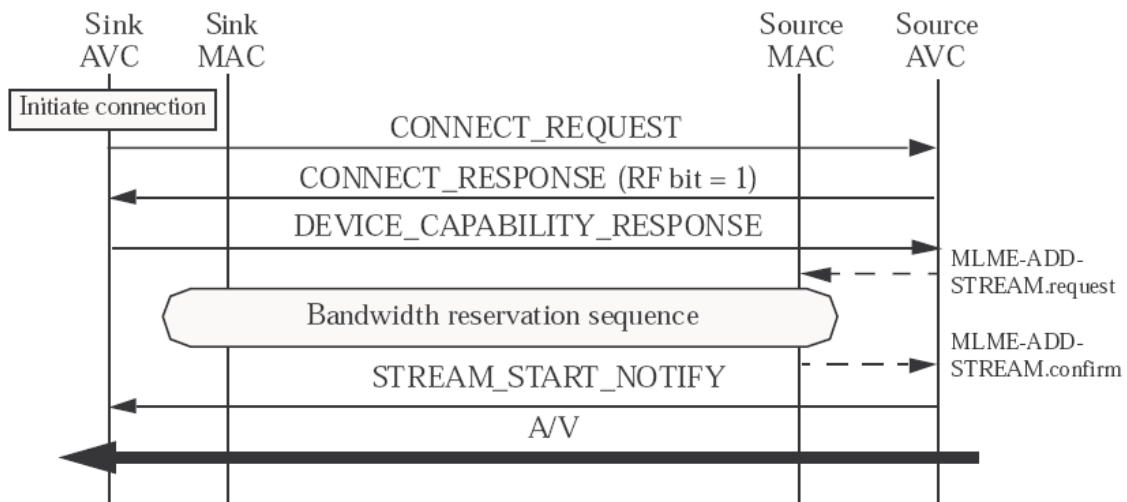 Sink
AVC
Sink
MAC
Source
MAC
Source
AVC
Initiate connection
CONNECT_REQUEST
CONNECT_RESPONSE (RF bit = 1)
DEVICE_CAPABILITY_RESPONSE
MLME-ADD-
STREAM.request
Bandwidth reservation sequence
MLME-ADD-
STREAM.confirm
STREAM_START_NOTIFY
A/V